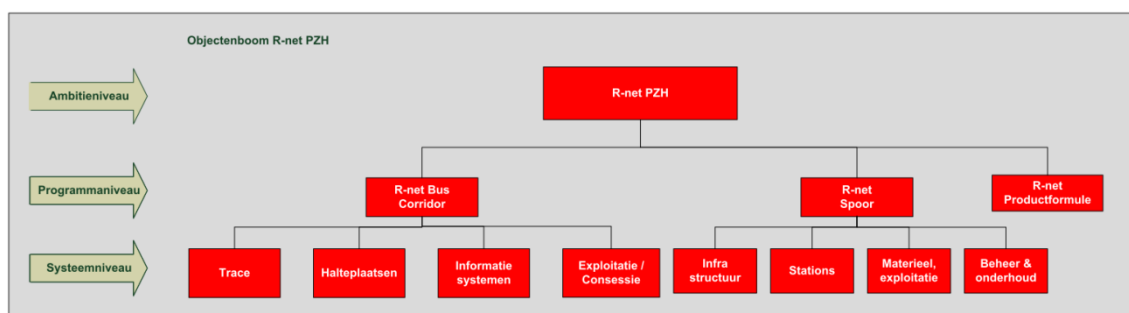 Objectenboom R-net PZH
Ambitieniveau
R-net PZH
Programmaniveau
R-net Bus
Corridor
R-net
Spoor
R-net
Productformule
Systeemniveau
Trace
Halteplaatsen
Informatie
systemen
Exploitatie /
Consessie
Infra
structuur
Stations
Materieel,
exploitatie
Beheer &
onderhoud